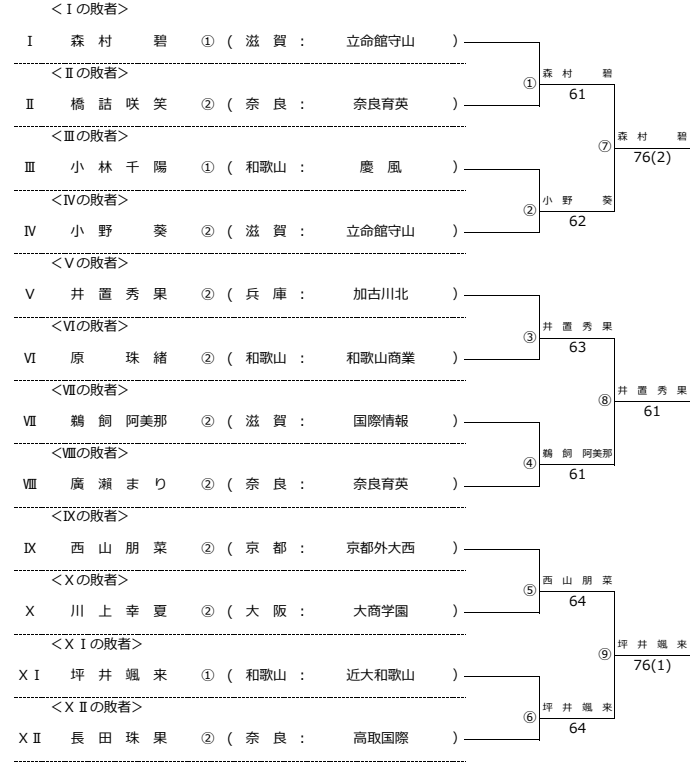 ＜Ⅰの敗者＞
Ⅰ 森 村 碧 ① ( 滋 賀 : 立命館守山 )
＜Ⅱの敗者＞
① 森 村 碧
61
Ⅱ 橋 詰 咲 笑 ② ( 奈 良 : 奈良育英 )
＜Ⅲの敗者＞
⑦ 森 村 碧
76(2)
Ⅲ 小 林 千 陽 ① ( 和歌山 : 慶 風 )
＜Ⅳの敗者＞
② 小 野 葵
62
Ⅳ 小 野 葵 ② ( 滋 賀 : 立命館守山 )
＜Ⅴの敗者＞
Ⅴ 井 置 秀 果 ② ( 兵 庫 : 加古川北 )
＜Ⅵの敗者＞
③ 井 置 秀 果
63
Ⅵ 原 珠 緒 ② ( 和歌山 : 和歌山商業 )
＜Ⅶの敗者＞
⑧ 井 置 秀 果
61
Ⅶ 鵜 飼 阿美那 ② ( 滋 賀 : 国際情報 )
＜Ⅷの敗者＞
④ 鵜 飼 阿美那
61
Ⅷ 廣 瀬 ま り ② ( 奈 良 : 奈良育英 )
＜Ⅸの敗者＞
Ⅸ 西 山 朋 菜 ② ( 京 都 : 京都外大西 )
＜Ⅹの敗者＞
⑤ 西 山 朋 菜
64
Ⅹ 川 上 幸 夏 ② ( 大 阪 : 大商学園 )
＜ⅩⅠの敗者＞
⑨ 坪 井 颯 来
76(1)
ⅩⅠ 坪 井 颯 来 ① ( 和歌山 : 近大和歌山 )
＜ⅩⅡの敗者＞
⑥ 坪 井 颯 来
64
ⅩⅡ 長 田 珠 果 ② ( 奈 良 : 高取国際 )